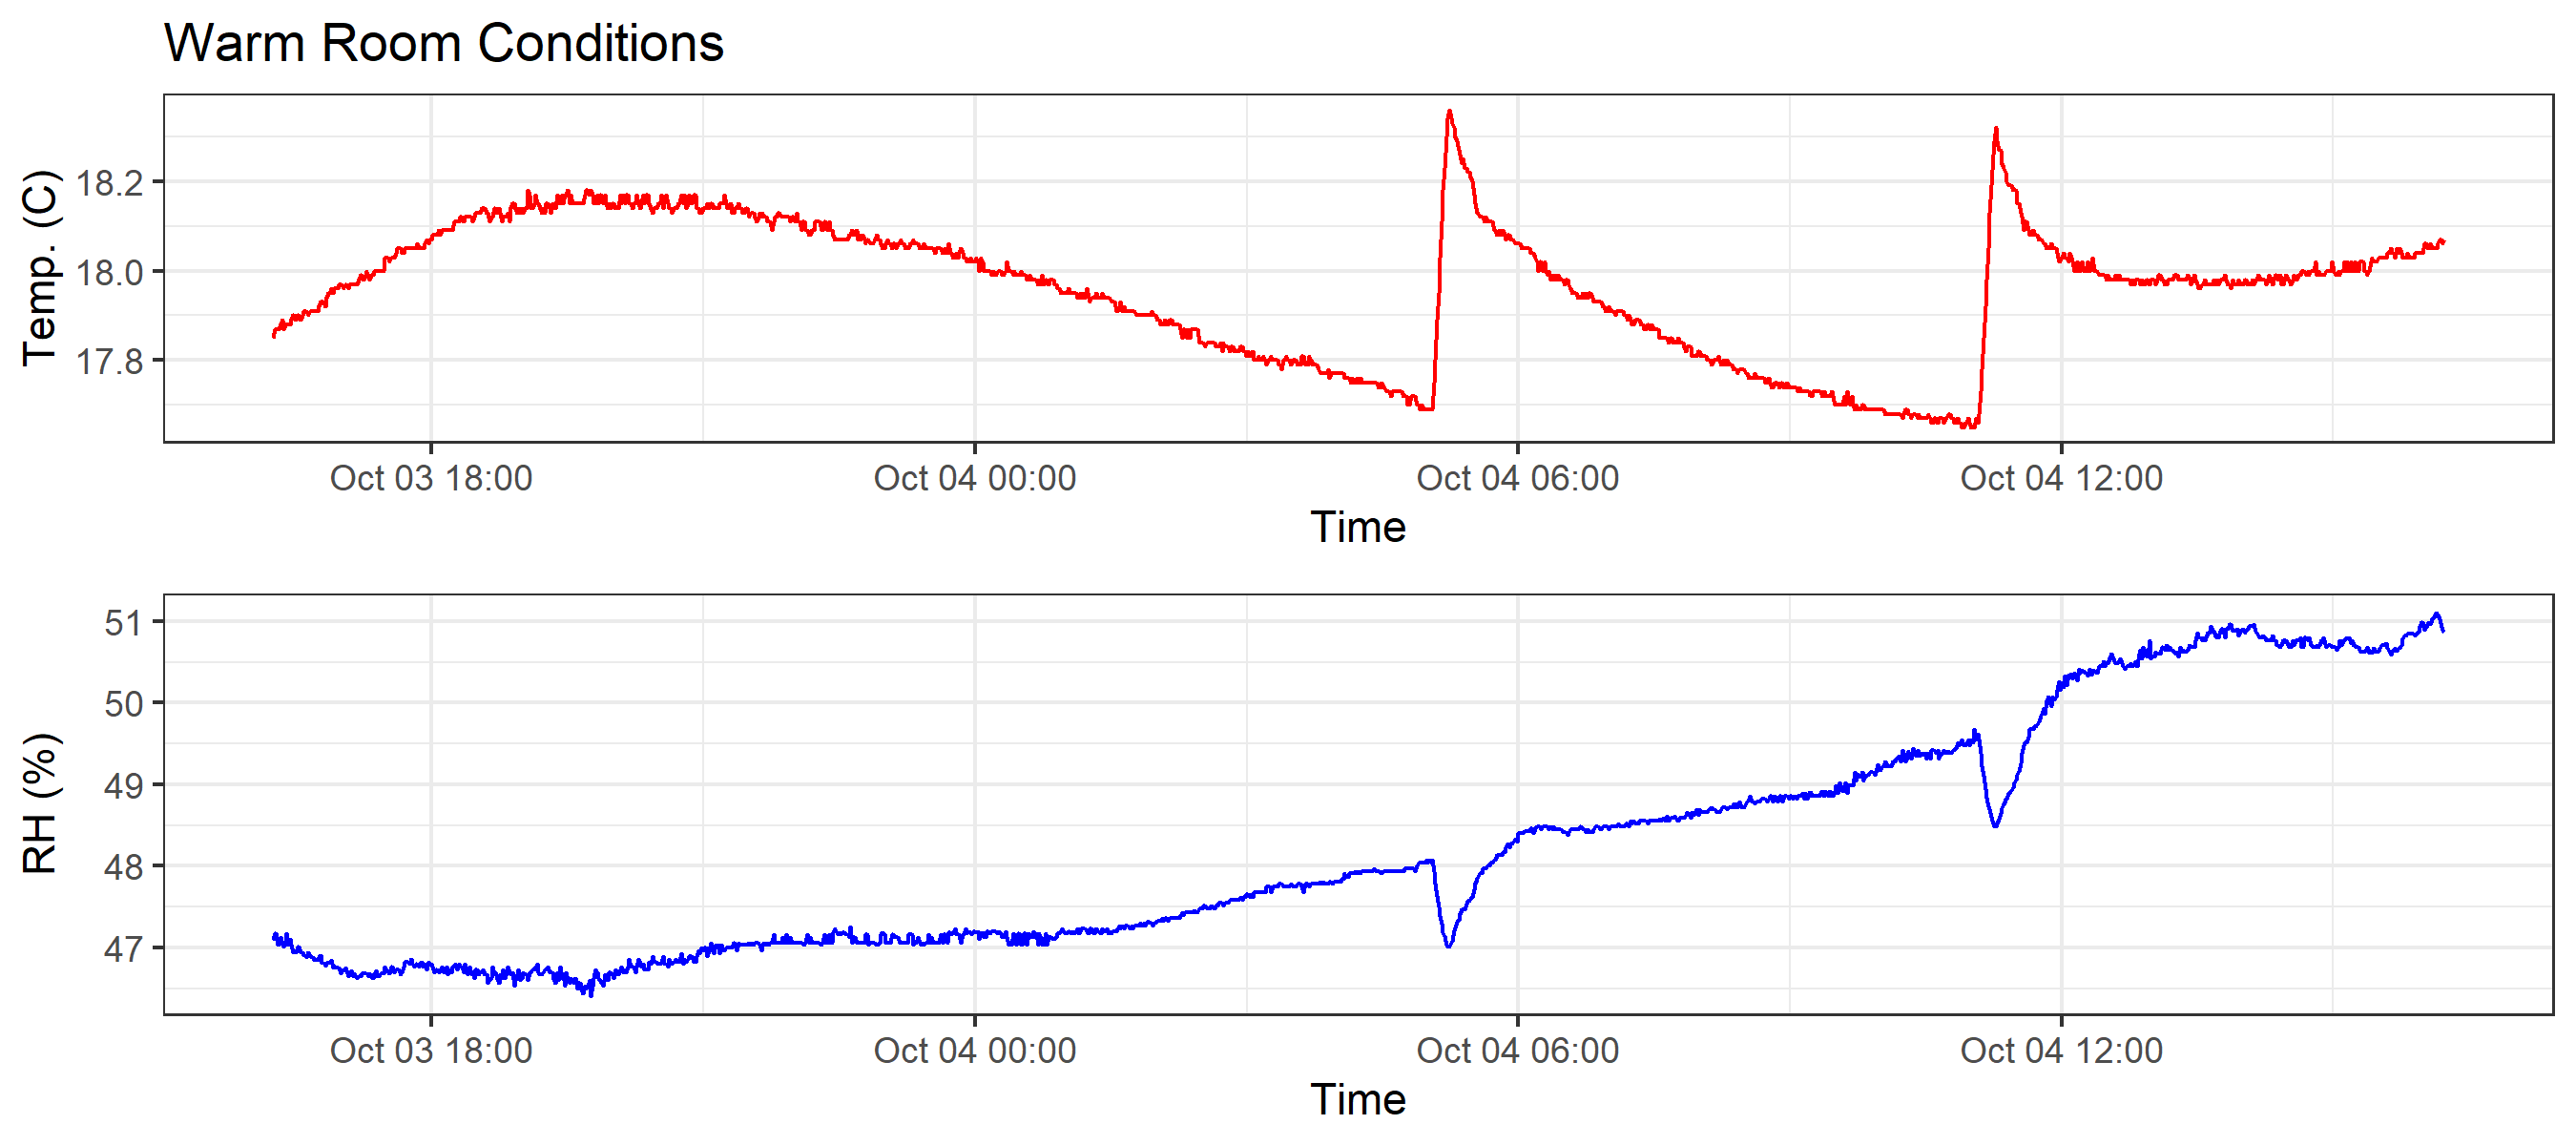 Warm Room Conditions
Temp. (C)
18.2
18.0
17.8
Oct 03 18:00 Oct 04 00:00 Oct 04 06:00 Oct 04 12:00
Time
RH (%)
51
50
49
48
47
Oct 03 18:00 Oct 04 00:00 Oct 04 06:00 Oct 04 12:00
Time